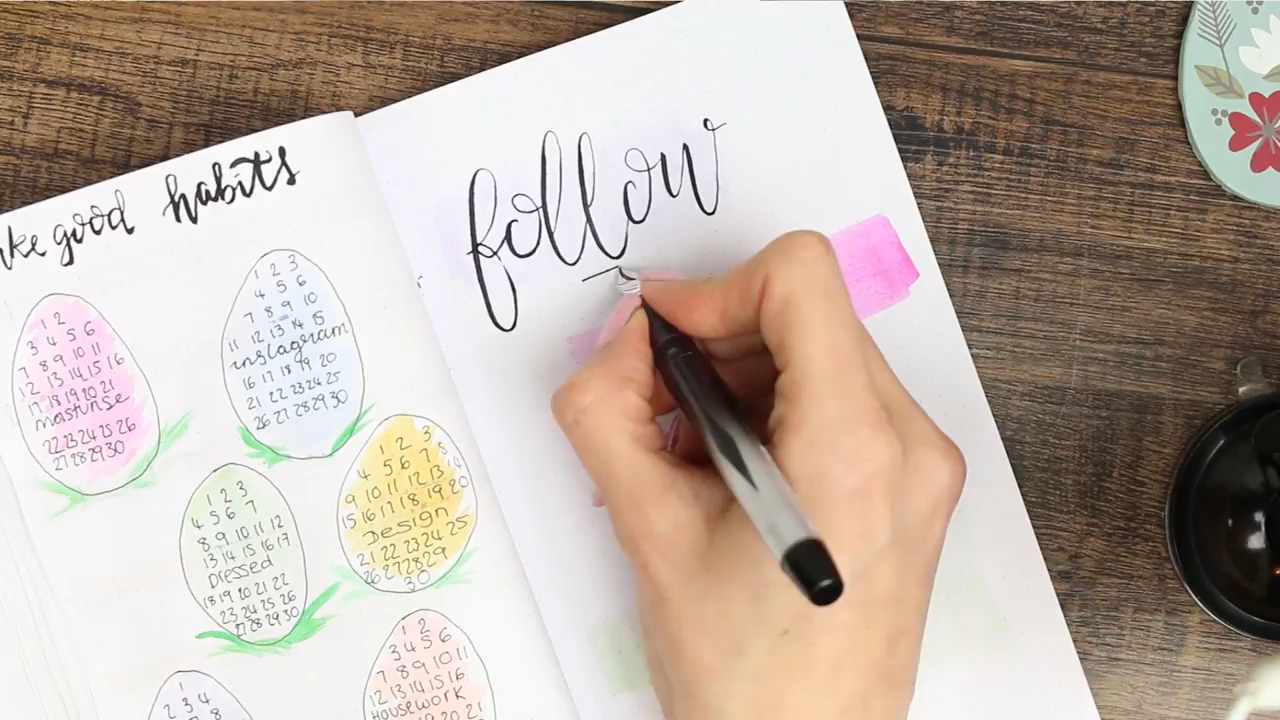 ke good habits
1 2
3 4 5 6
7 8 9 10 11
12 13 14 15 16
17 18 19 20 21
moisturise
22 23 24 25 26
27 28 29 30
1 2 3
4 5 6
7 8 9 10
11 12 13 14 15
instagram
16 17 18 19 20
21 22 23 24 25
26 27 28 29 30
1 2 3
4 5 6 7
8 9 10 11 12
13 14 15 16 17
Dressed
18 19 20 21 22
23 24 25 26
27 28 29 30
1 2 3
4 5 6 7 8
9 10 11 12 13 14
15 16 17 18 19 20
Design
21 22 23 24 25
26 27 28 29
30
1
2 3 4
7 8
1 2
3 4 5 6
7 8 9 10 11
12 13 14 15 16
Housework
19 20 21
follow